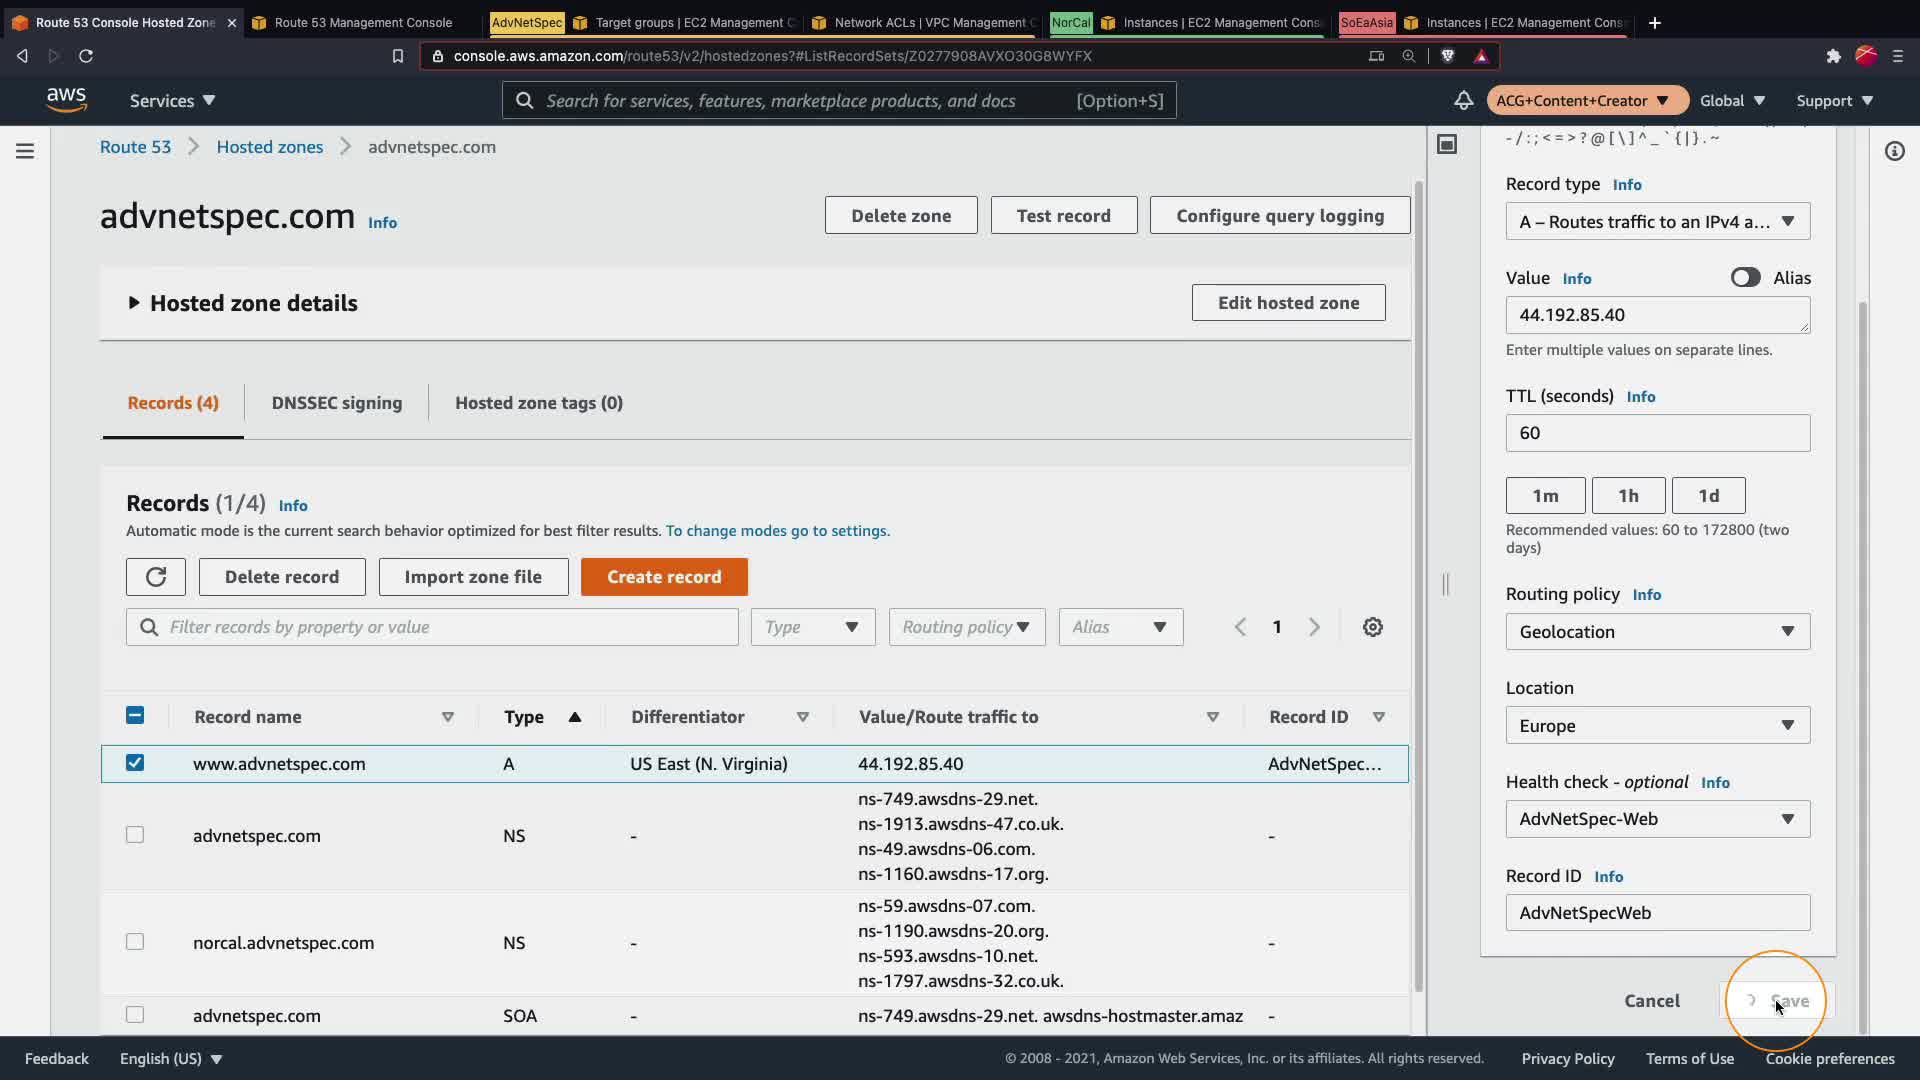 Route 53 Console Hosted Zone
Route 53 Management Console
AdvNetSpec
Target groups | EC2 Management C
Network ACLs | VPC Management C
NorCal
Instances | EC2 Management Cons
SoEaAsia
Instances | EC2 Management Cons
console.aws.amazon.com/route53/v2/hostedzones?#ListRecordSets/Z0277908AVXO30G8WYFX
aws
Services
Search for services, features, marketplace products, and docs
[Option+S]
ACG+Content+Creator
Global
Support
Route 53
Hosted zones
advnetspec.com
advnetspec.com
Info
Delete zone
Test record
Configure query logging
Hosted zone details
Edit hosted zone
Records (4)
DNSSEC signing
Hosted zone tags (0)
Records (1/4)
Info
Automatic mode is the current search behavior optimized for best filter results. To change modes go to settings.
Delete record
Import zone file
Create record
Filter records by property or value
Type
Routing policy
Alias
1
Record name
Type
Differentiator
Value/Route traffic to
Record ID
www.advnetspec.com
A
US East (N. Virginia)
44.192.85.40
AdvNetSpec...
advnetspec.com
NS
-
ns-749.awsdns-29.net.
ns-1913.awsdns-47.co.uk.
ns-49.awsdns-06.com.
ns-1160.awsdns-17.org.
-
norcal.advnetspec.com
NS
-
ns-59.awsdns-07.com.
ns-1190.awsdns-20.org.
ns-593.awsdns-10.net.
ns-1797.awsdns-32.co.uk.
-
advnetspec.com
SOA
-
ns-749.awsdns-29.net. awsdns-hostmaster.amaz
-
- / : ; < = > ? @ [ \ ] ^ _ ` { | } . ~
Record type
Info
A – Routes traffic to an IPv4 a...
Value
Info
Alias
44.192.85.40
Enter multiple values on separate lines.
TTL (seconds)
Info
60
1m
1h
1d
Recommended values: 60 to 172800 (two
days)
Routing policy
Info
Geolocation
Location
Europe
Health check - optional
Info
AdvNetSpec-Web
Record ID
Info
AdvNetSpecWeb
Cancel
Save
Feedback
English (US)
© 2008 - 2021, Amazon Web Services, Inc. or its affiliates. All rights reserved.
Privacy Policy
Terms of Use
Cookie preferences